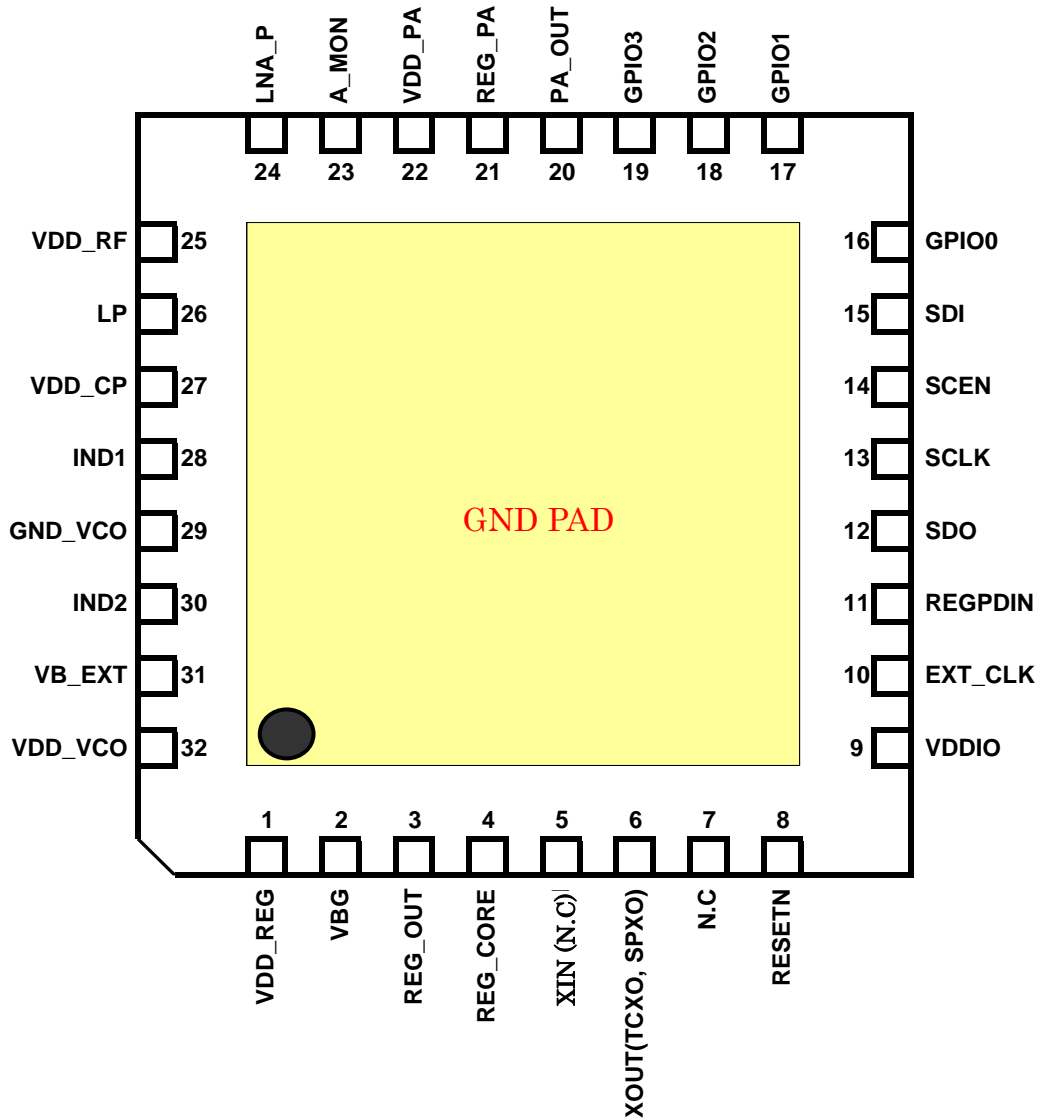 LNA_P
A_MON
VDD_PA
REG_PA
PA_OUT
GPIO3
GPIO2
GPIO1
24
23
22
21
20
19
18
17
VDD_RF 25
16 GPIO0
LP 26
15 SDI
VDD_CP 27
14 SCEN
IND1 28
13 SCLK
GND_VCO 29
GND PAD
12 SDO
IND2 30
11 REGPDIN
VB_EXT 31
10 EXT_CLK
VDD_VCO 32
9 VDDIO
1
2
3
4
5
6
7
8
VDD_REG
VBG
REG_OUT
REG_CORE
XIN (N.C)
XOUT(TCXO, SPXO)
N.C
RESETN